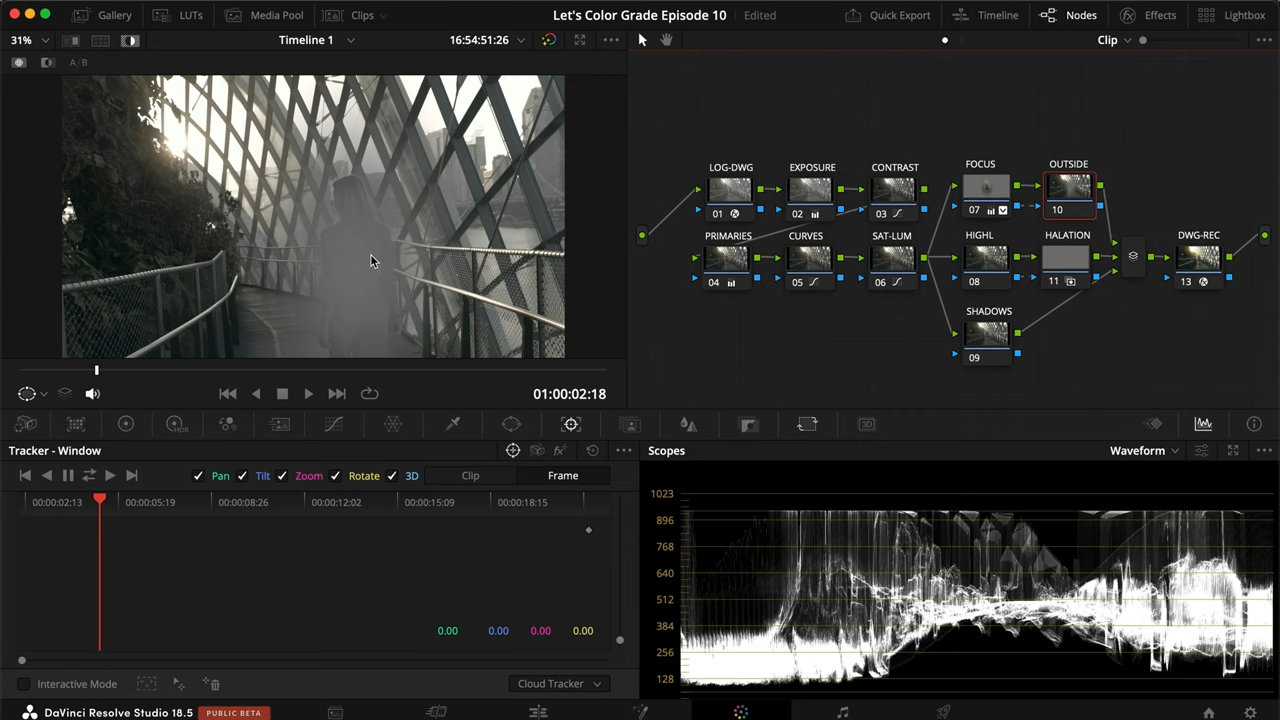 Gallery LUTs Media Pool Clips Let's Color Grade Episode 10 Edited Quick Export Timeline Nodes Effects Lightbox
31% Timeline 1 16:54:51:26 Clip
A/B
FOCUS OUTSIDE
LOG-DWG EXPOSURE CONTRAST
07 10
01 02 03
PRIMARIES CURVES SAT-LUM HIGHL HALATION DWG-REC
04 05 06 08 11 13
SHADOWS
09
01:00:02:18
HDR 3D
Tracker - Window fx Scopes Waveform
Pan Tilt Zoom Rotate 3D Clip Frame
00:00:02:13 00:00:05:19 00:00:08:26 00:00:12:02 00:00:15:09 00:00:18:15
1023
896
768
640
512
384
256
128
0.00 0.00 0.00 0.00
Interactive Mode Cloud Tracker
DaVinci Resolve Studio 18.5 PUBLIC BETA